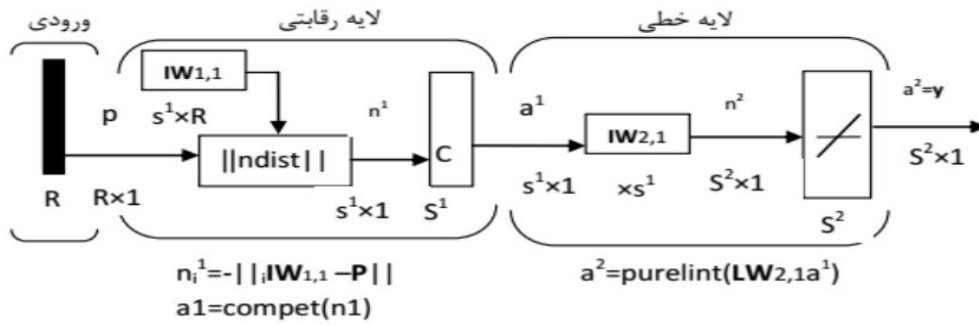 ورودی
لایه رقابتی
لایه خطی
IW1,1
p
s¹×R
n¹
||ndist||
C
R
R×1
s¹×1
S¹
a¹
IW2,1
n²
a²=y
s¹×1
×s¹
S²×1
S²
S²×1
nᵢ¹=-||ᵢIW1,1 –P||
a1=compet(n1)
a²=purelint(LW2,1a¹)